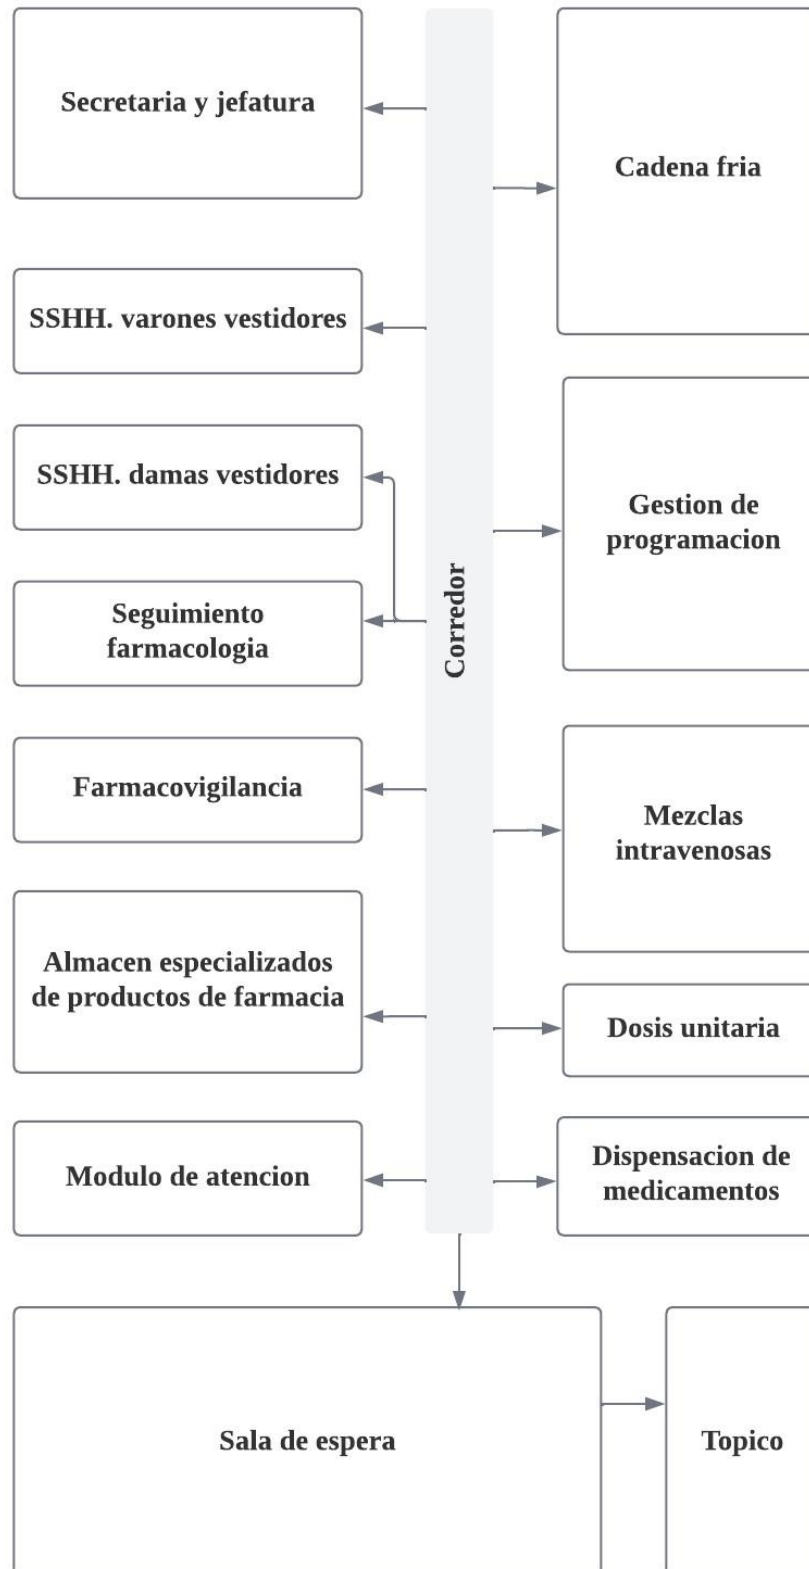 Secretaria y jefatura
Cadena fria
SSHH. varones vestidores
SSHH. damas vestidores
Gestion de
programacion
Corredor
Seguimiento
farmacologia
Farmacovigilancia
Mezclas
intravenosas
Almacen especializados
de productos de farmacia
Dosis unitaria
Modulo de atencion
Dispensacion de
medicamentos
Sala de espera
Topico